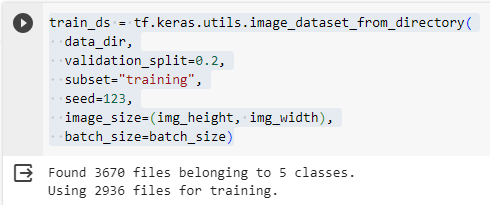 train_ds = tf.keras.utils.image_dataset_from_directory(
  data_dir,
  validation_split=0.2,
  subset="training",
  seed=123,
  image_size=(img_height, img_width),
  batch_size=batch_size)
Found 3670 files belonging to 5 classes.
Using 2936 files for training.